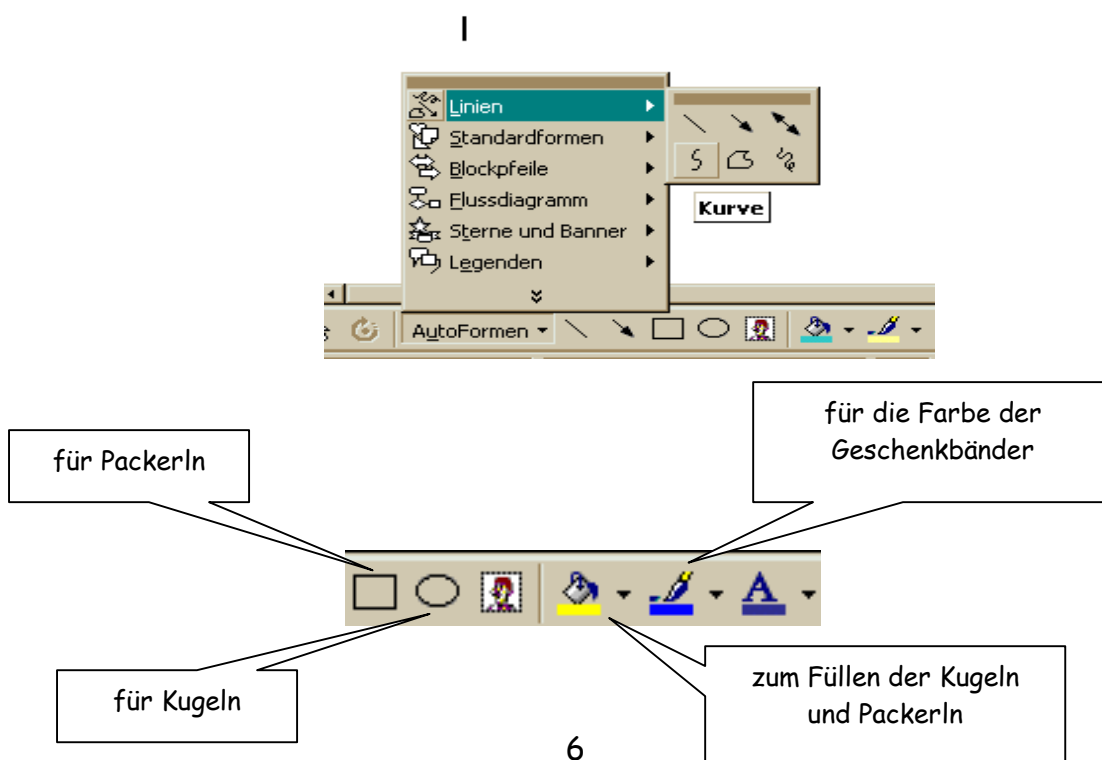 l
Linien
Standardformen
Blockpfeile
Flussdiagramm
Sterne und Banner
Legenden
Kurve
AutoFormen
für die Farbe der
Geschenkbänder
für Packerln
A
für Kugeln
zum Füllen der Kugeln
und Packerln
6